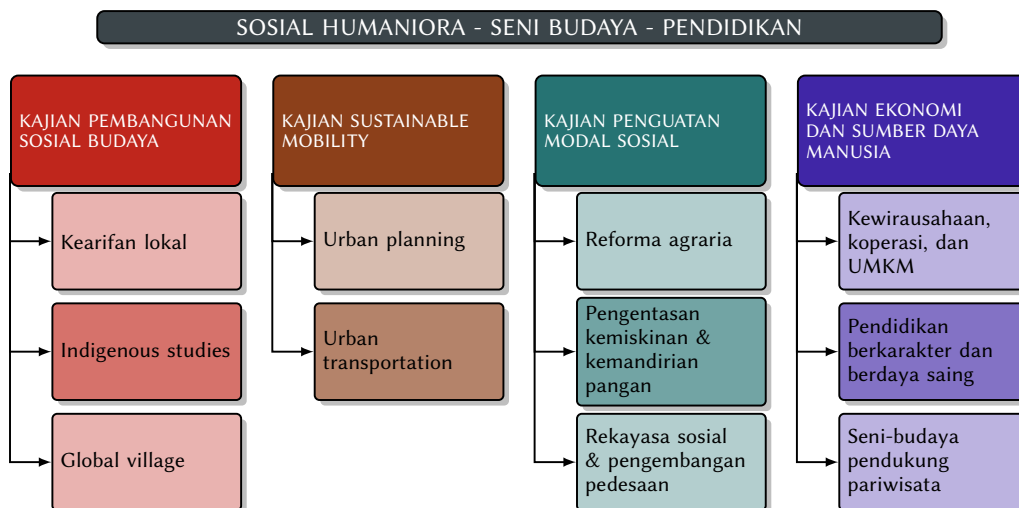 SOSIAL HUMANIORA - SENI BUDAYA - PENDIDIKAN
KAJIAN PEMBANGUNAN
SOSIAL BUDAYA
Kearifan lokal
Indigenous studies
Global village
KAJIAN SUSTAINABLE
MOBILITY
Urban planning
Urban
transportation
KAJIAN PENGUATAN
MODAL SOSIAL
Reforma agraria
Pengentasan
kemiskinan &
kemandirian
pangan
Rekayasa sosial
& pengembangan
pedesaan
KAJIAN EKONOMI
DAN SUMBER DAYA
MANUSIA
Kewirausahaan,
koperasi, dan
UMKM
Pendidikan
berkarakter dan
berdaya saing
Seni-budaya
pendukung
pariwisata